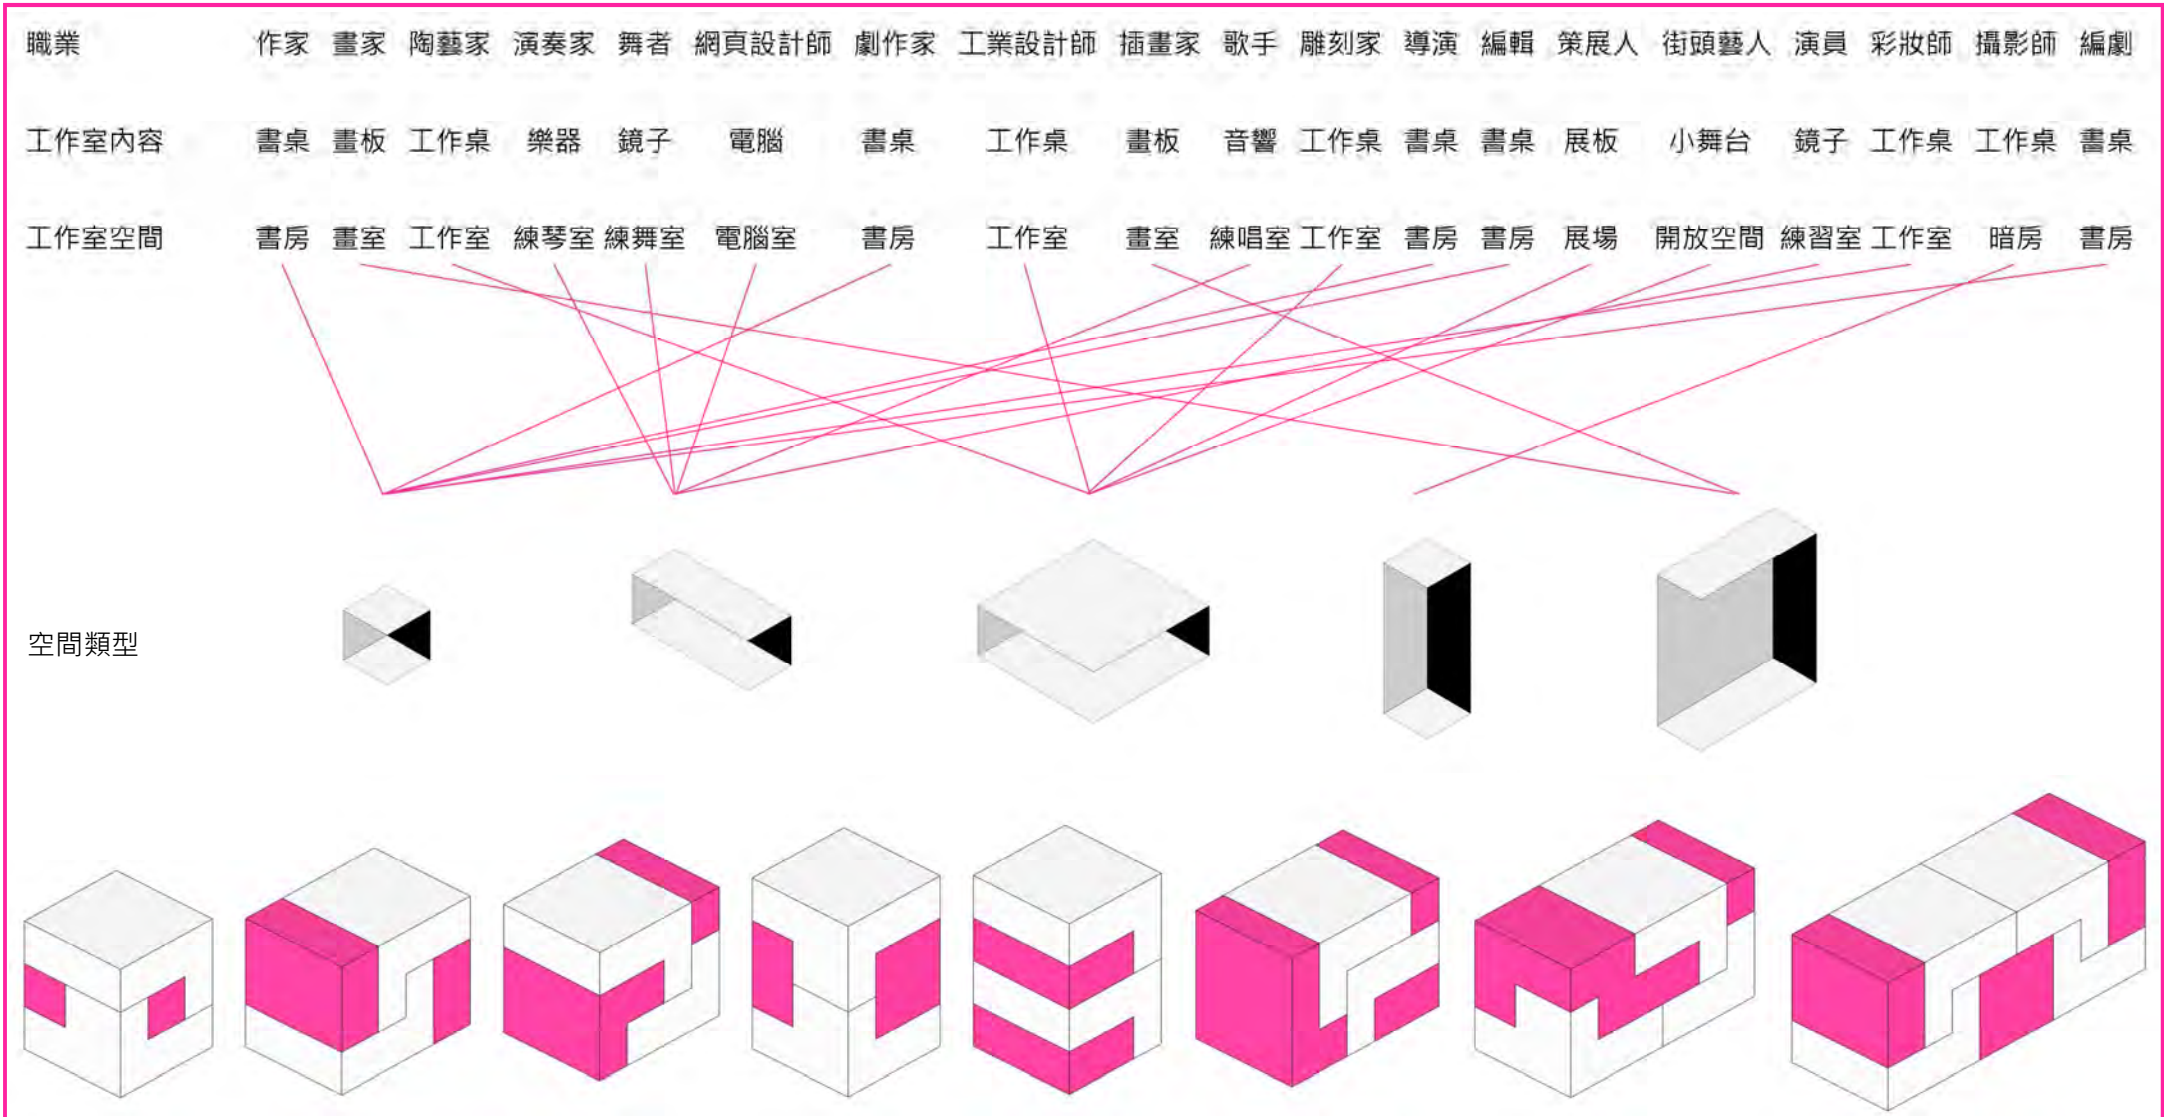 職業 作家 畫家 陶藝家 演奏家 舞者 網頁設計師 劇作家 工業設計師 插畫家 歌手 雕刻家 導演 編輯 策展人 街頭藝人 演員 彩妝師 攝影師 編劇
工作室內容 書桌 畫板 工作桌 樂器 鏡子 電腦 書桌 工作桌 畫板 音響 工作桌 書桌 書桌 展板 小舞台 鏡子 工作桌 工作桌 書桌
工作室空間 書房 畫室 工作室 練琴室 練舞室 電腦室 書房 工作室 畫室 練唱室 工作室 書房 書房 展場 開放空間 練習室 工作室 暗房 書房
空間類型